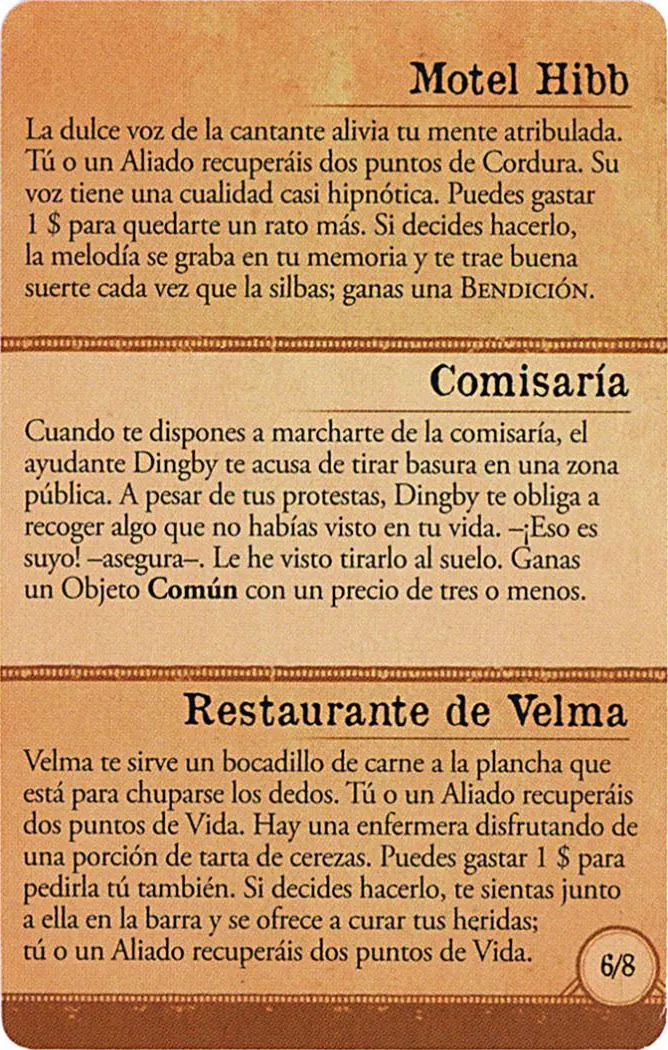 Motel Hibb
La dulce voz de la cantante alivia tu mente atribulada.
Tú o un Aliado recuperáis dos puntos de Cordura. Su
voz tiene una cualidad casi hipnótica. Puedes gastar
1 $ para quedarte un rato más. Si decides hacerlo,
la melodía se graba en tu memoria y te trae buena
suerte cada vez que la silbas; ganas una BENDICIÓN.
Comisaría
Cuando te dispones a marcharte de la comisaría, el
ayudante Dingby te acusa de tirar basura en una zona
pública. A pesar de tus protestas, Dingby te obliga a
recoger algo que no habías visto en tu vida. –¡Eso es
suyo! –asegura–. Le he visto tirarlo al suelo. Ganas
un Objeto Común con un precio de tres o menos.
Restaurante de Velma
Velma te sirve un bocadillo de carne a la plancha que
está para chuparse los dedos. Tú o un Aliado recuperáis
dos puntos de Vida. Hay una enfermera disfrutando de
una porción de tarta de cerezas. Puedes gastar 1 $ para
pedirla tú también. Si decides hacerlo, te sientas junto
a ella en la barra y se ofrece a curar tus heridas;
tú o un Aliado recuperáis dos puntos de Vida.
6/8